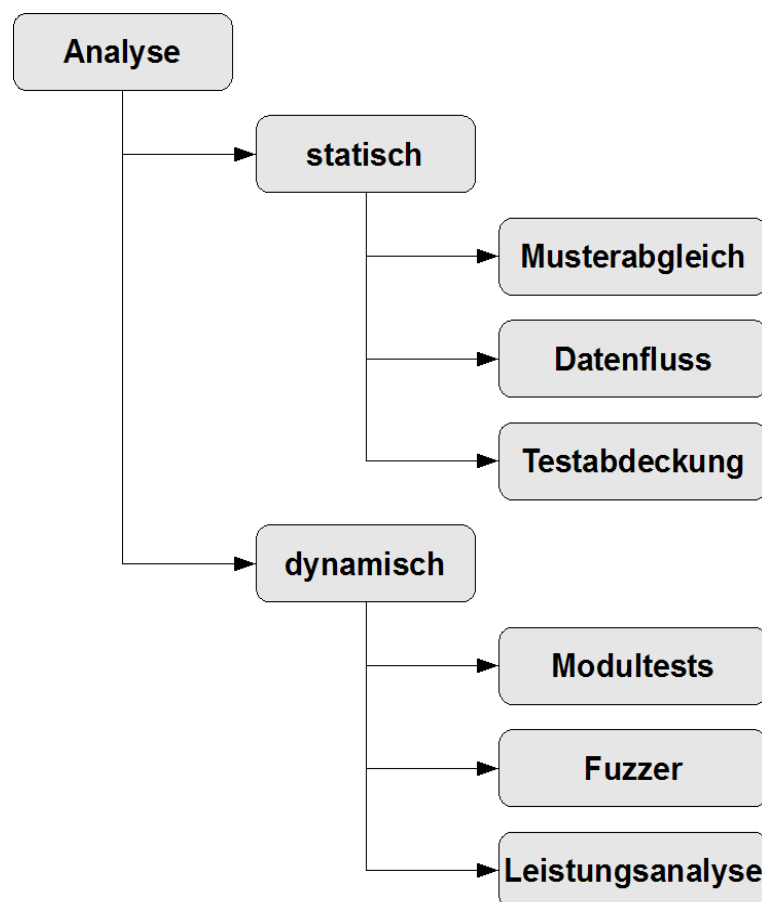 Analyse
statisch
Musterabgleich
Datenfluss
Testabdeckung
dynamisch
Modultests
Fuzzer
Leistungsanalyse